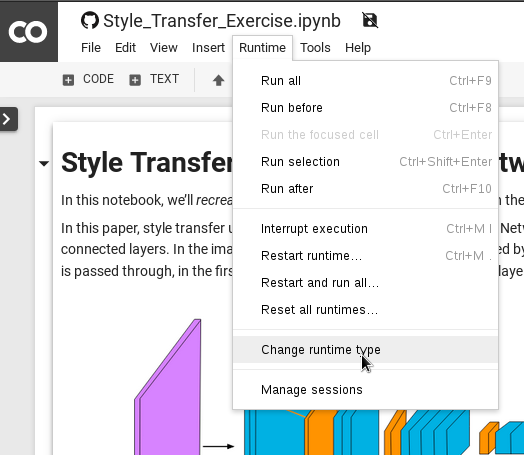 CO
Style_Transfer_Exercise.ipynb
File Edit View Insert Runtime Tools Help
CODE TEXT
Run all Ctrl+F9
Run before Ctrl+F8
Run the focused cell Ctrl+Enter
Run selection Ctrl+Shift+Enter
Run after Ctrl+F10
Interrupt execution Ctrl+M I
Restart runtime... Ctrl+M .
Restart and run all...
Reset all runtimes...
Change runtime type
Manage sessions
Style Transfer
In this notebook, we'll recrea n the
In this paper, style transfer u Net
connected layers. In the ima ed by
is passed through, in the firs laye